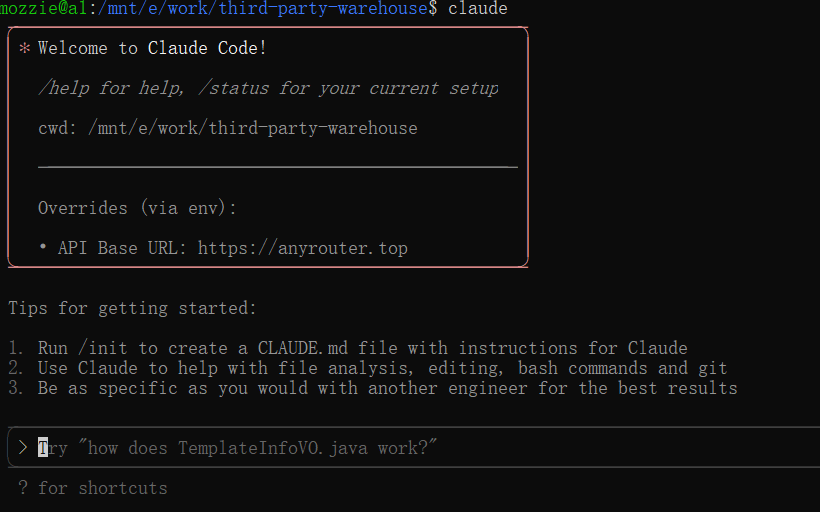 mozzie@al:/mnt/e/work/third-party-warehouse$ claude
* Welcome to Claude Code!
/help for help, /status for your current setup
cwd: /mnt/e/work/third-party-warehouse
Overrides (via env):
• API Base URL: https://anyrouter.top
Tips for getting started:
1. Run /init to create a CLAUDE.md file with instructions for Claude
2. Use Claude to help with file analysis, editing, bash commands and git
3. Be as specific as you would with another engineer for the best results
> Try "how does TemplateInfoVO.java work?"
? for shortcuts